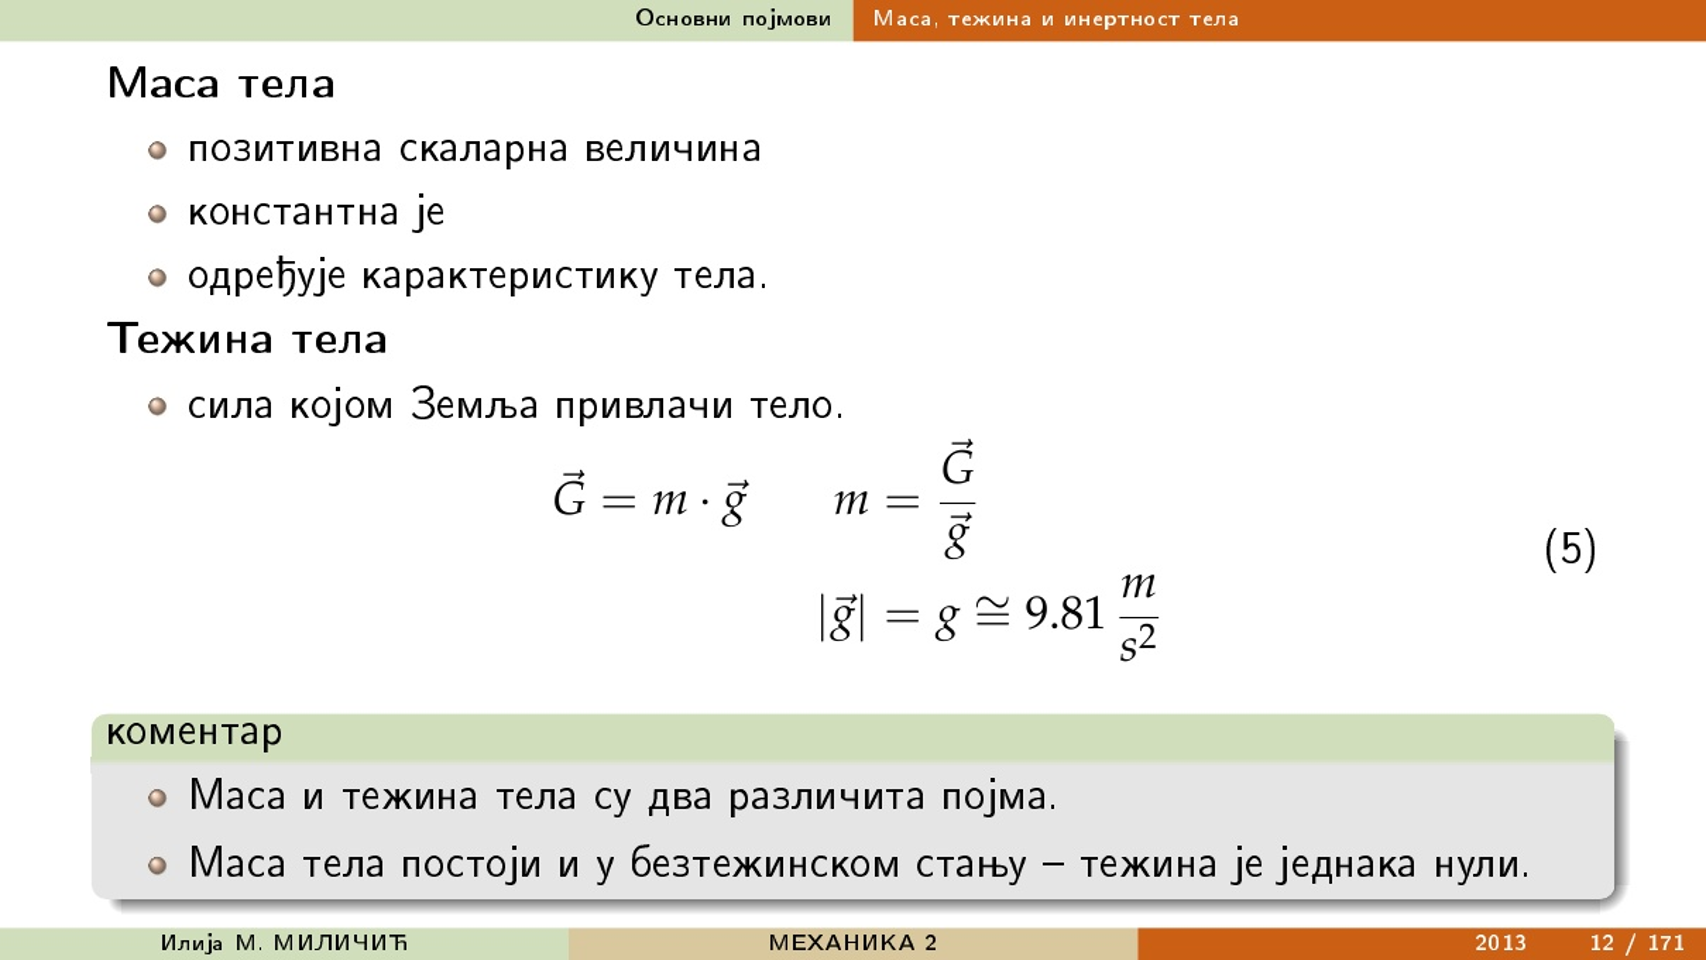 Основни појмови Маса, тежина и инертност тела
Маса тела
позитивна скаларна величина
константна је
одређује карактеристику тела.
Тежина тела
сила којом Земља привлачи тело.
$\vec{G} = m \cdot \vec{g} \qquad m = \frac{\vec{G}}{\vec{g}}$
(5)
$|\vec{g}| = g \cong 9.81 \frac{m}{s^2}$
коментар
Маса и тежина тела су два различита појма.
Маса тела постоји и у безтежинском стању – тежина је једнака нули.
Илија М. МИЛИЧИЋ МЕХАНИКА 2 2013 12 / 171